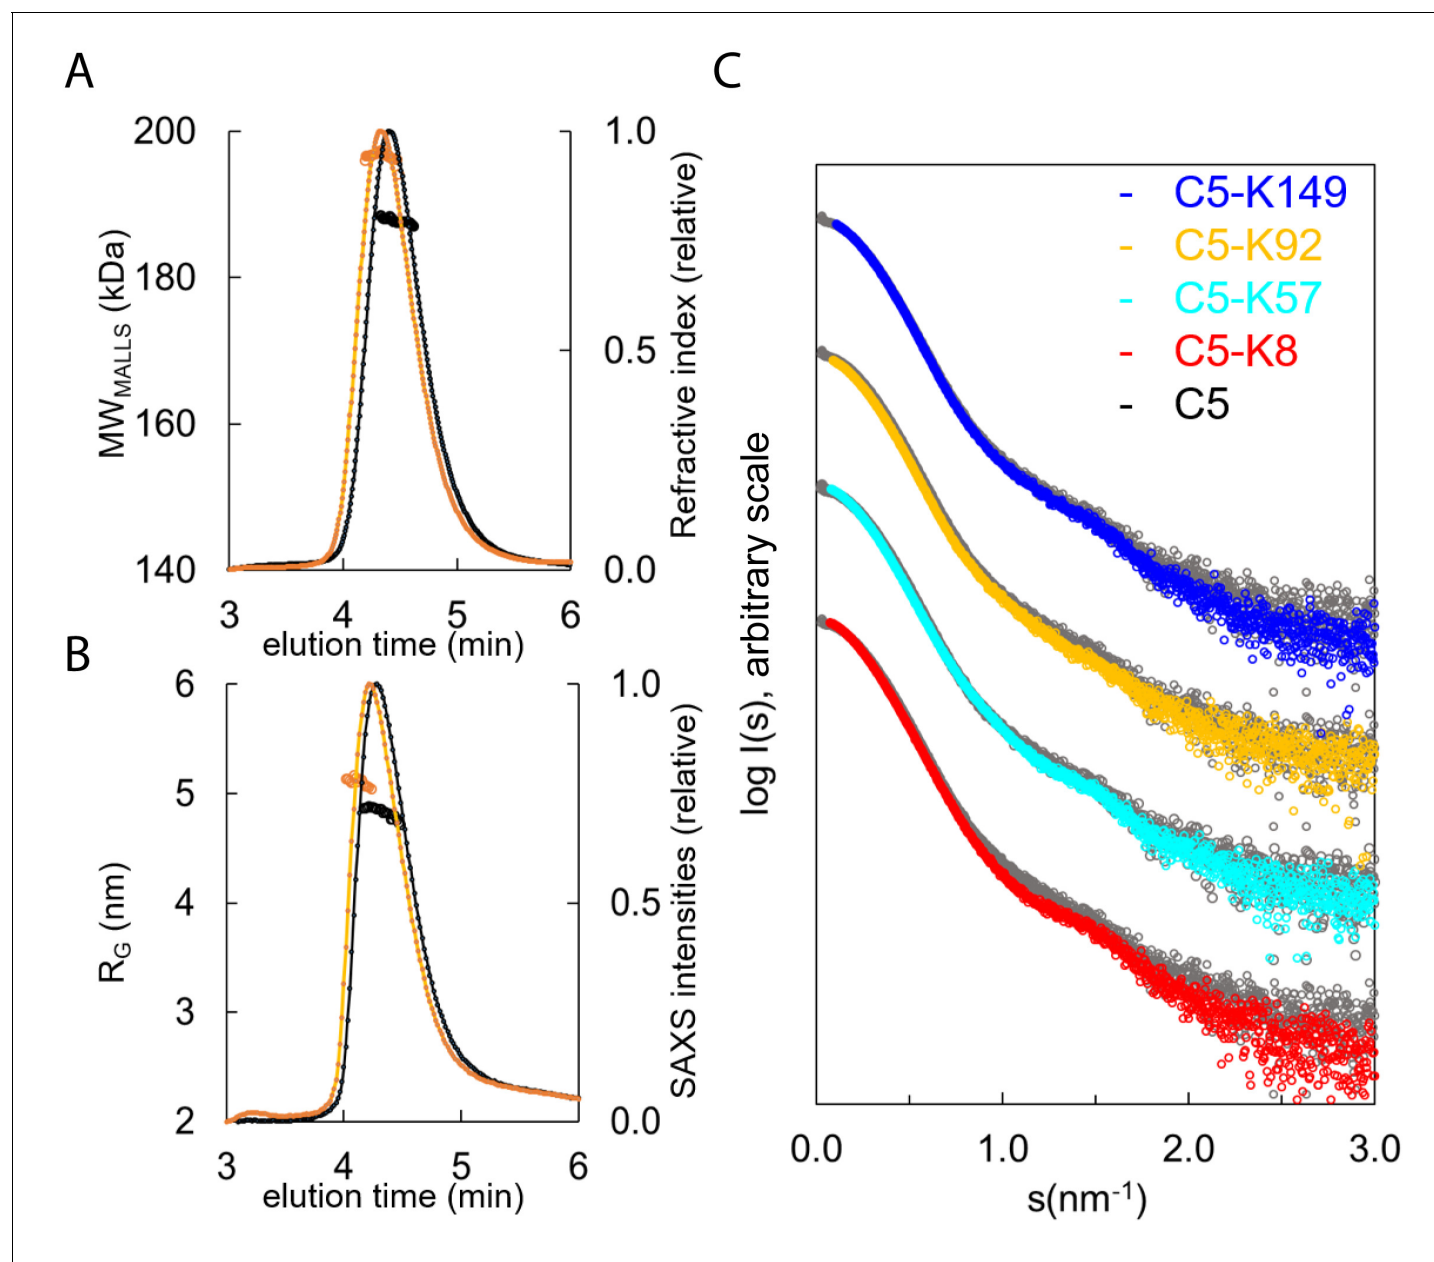 A
200
180
160
140
MW_MALLS (kDa)
1.0
0.5
0.0
Refractive index (relative)
3 4 5 6
elution time (min)
B
6
5
4
3
2
R_G (nm)
1.0
0.5
0.0
SAXS intensities (relative)
3 4 5 6
elution time (min)
C
- C5-K149
- C5-K92
- C5-K57
- C5-K8
- C5
log I(s), arbitrary scale
0.0 1.0 2.0 3.0
s(nm⁻¹)